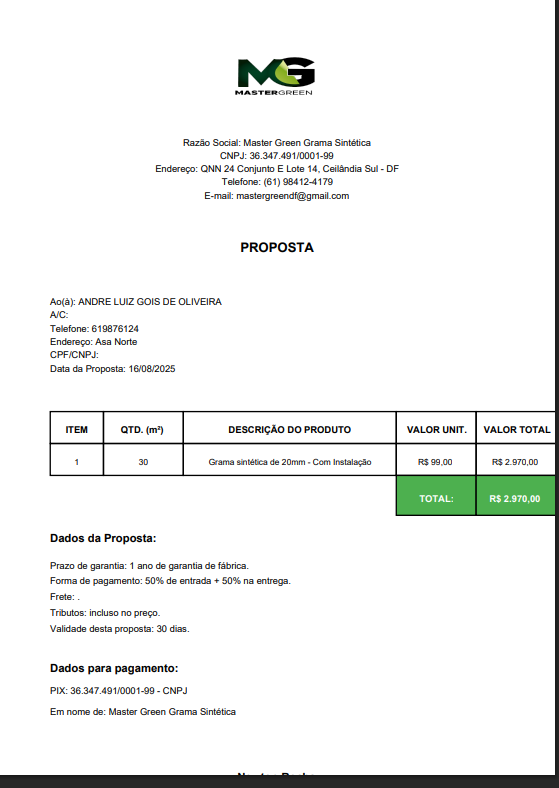 MG
MASTERGREEN
Razão Social: Master Green Grama Sintética
CNPJ: 36.347.491/0001-99
Endereço: QNN 24 Conjunto E Lote 14, Ceilândia Sul - DF
Telefone: (61) 98412-4179
E-mail: mastergreendf@gmail.com
PROPOSTA
Ao(à): ANDRE LUIZ GOIS DE OLIVEIRA
A/C:
Telefone: 619876124
Endereço: Asa Norte
CPF/CNPJ:
Data da Proposta: 16/08/2025
ITEM QTD. (m²) DESCRIÇÃO DO PRODUTO VALOR UNIT. VALOR TOTAL
1 30 Grama sintética de 20mm - Com Instalação R$ 99,00 R$ 2.970,00
TOTAL: R$ 2.970,00
Dados da Proposta:
Prazo de garantia: 1 ano de garantia de fábrica.
Forma de pagamento: 50% de entrada + 50% na entrega.
Frete: .
Tributos: incluso no preço.
Validade desta proposta: 30 dias.
Dados para pagamento:
PIX: 36.347.491/0001-99 - CNPJ
Em nome de: Master Green Grama Sintética